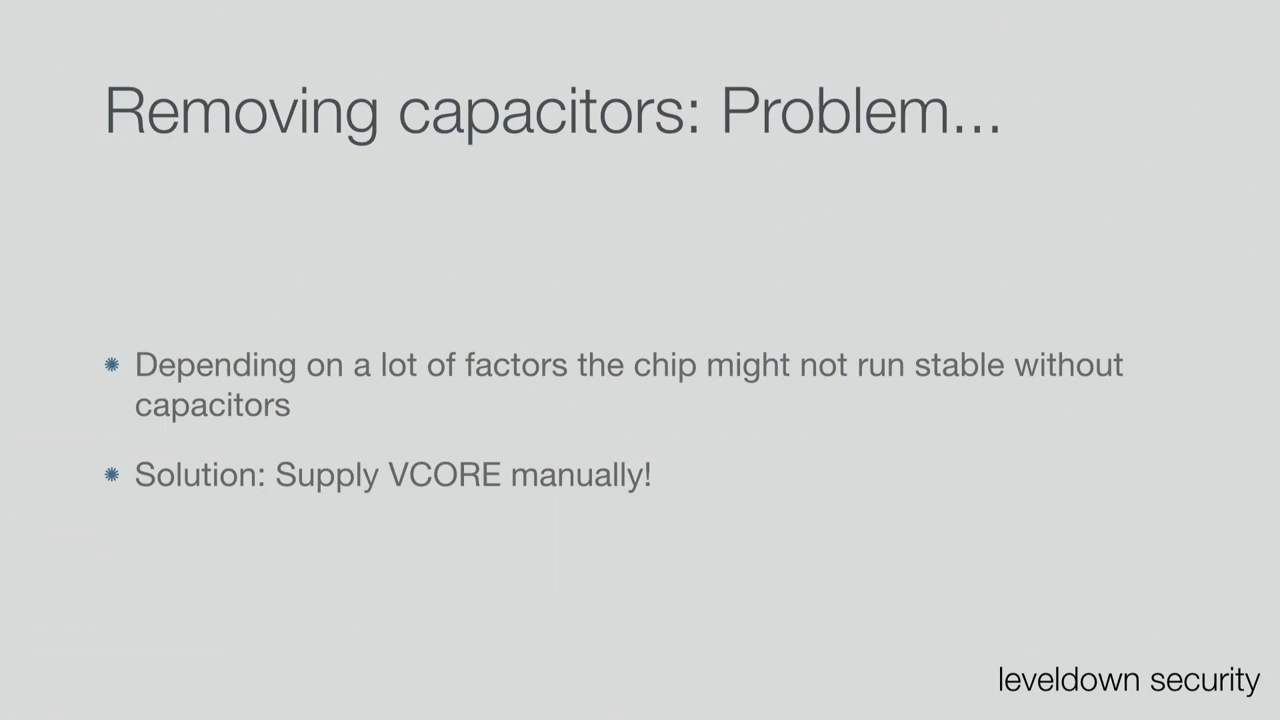 Removing capacitors: Problem...
Depending on a lot of factors the chip might not run stable without
capacitors
Solution: Supply VCORE manually!
leveldown security